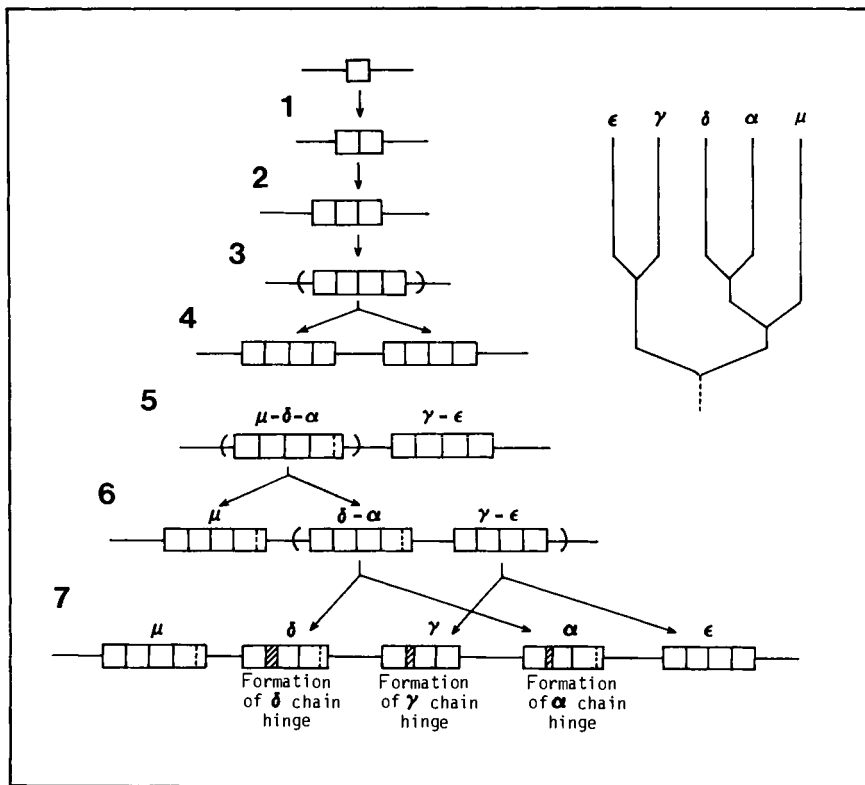 1
2
3
4
5
6
7
ε γ δ α μ
μ-δ-α γ-ε
μ δ-α γ-ε
μ δ γ α ε
Formation Formation Formation
of δ chain of γ chain of α chain
hinge hinge hinge